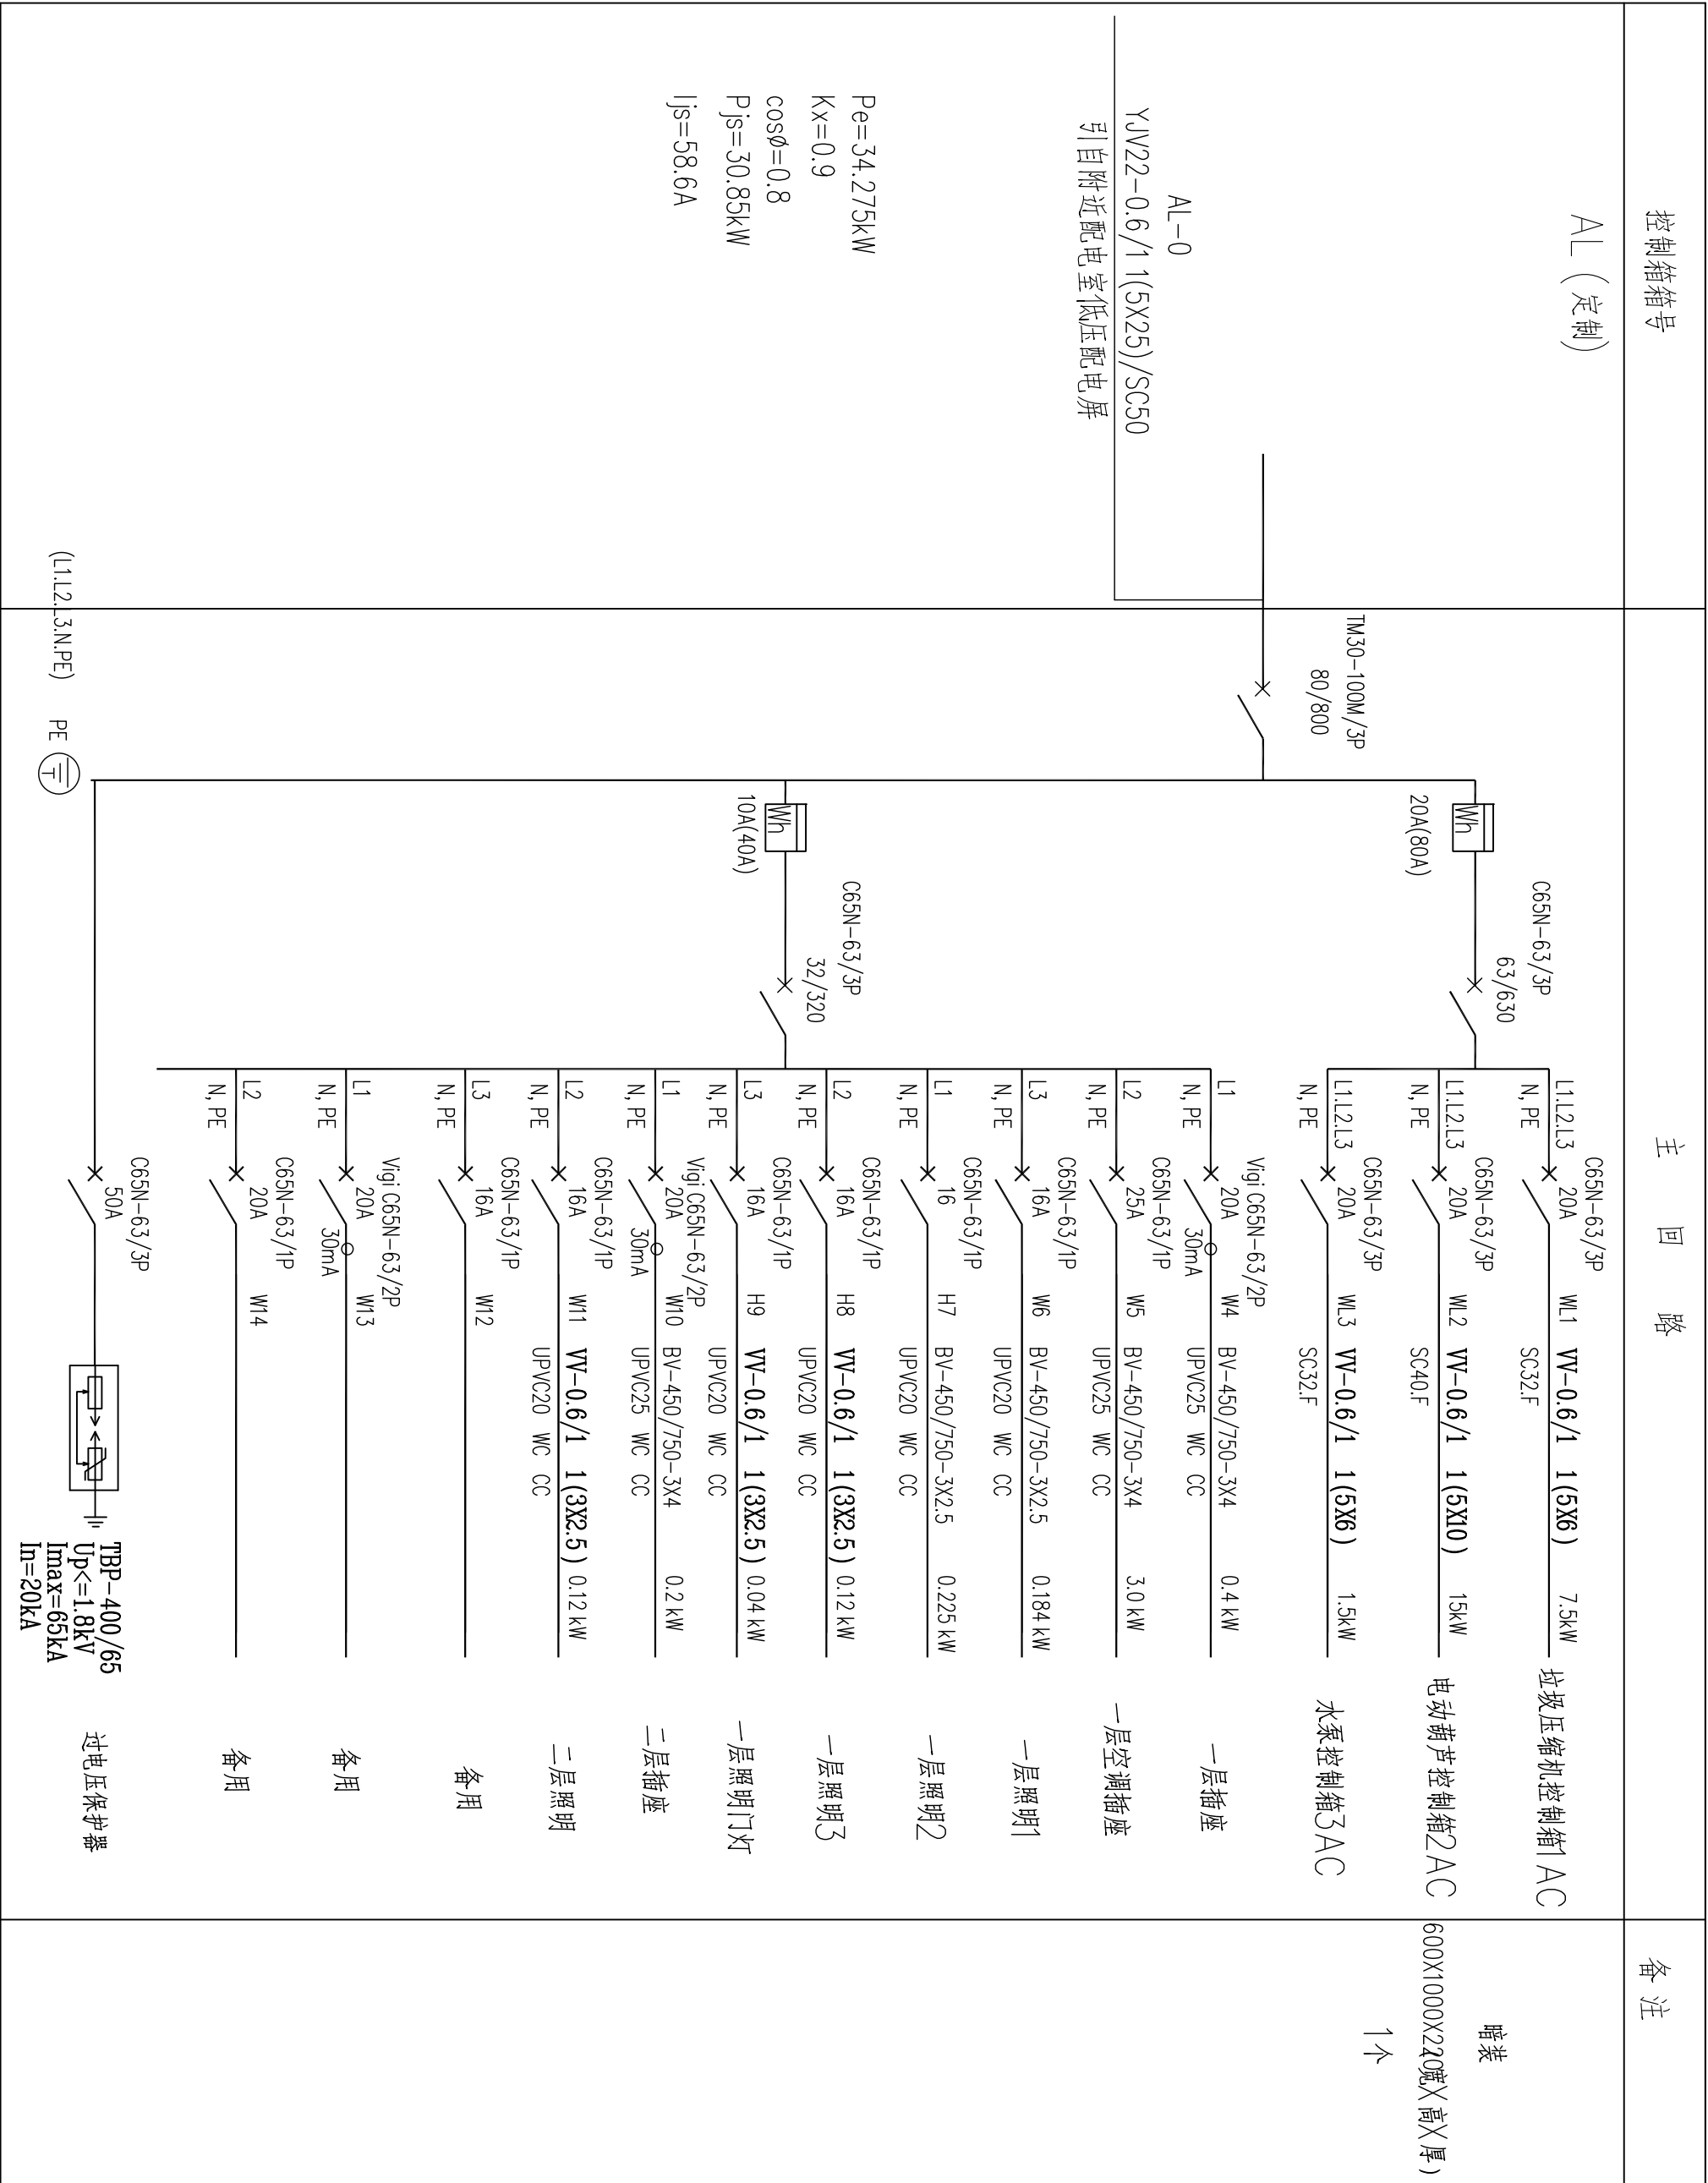 控制箱箱号
主 回 路
备 注
AL（定制）
AL-0
YJV22-0.6/1 1(5X25)/SC50
引自附近配电室低压配电屏
Pe=34.275kW
Kx=0.9
cosø=0.8
Pjs=30.85kW
Ijs=58.6A
TM30-100M/3P
80/800
Wh
20A(80A)
C65N-63/3P
63/630
L1.L2.L3
N,PE
C65N-63/3P
20A
WL1 VV-0.6/1 1(5X6) 7.5kW
SC32.F
垃圾压缩机控制箱1AC
L1.L2.L3
N,PE
C65N-63/3P
20A
WL2 VV-0.6/1 1(5X10) 15kW
SC40.F
电动葫芦控制箱2AC
L1.L2.L3
N,PE
C65N-63/3P
20A
WL3 VV-0.6/1 1(5X6) 1.5kW
SC32.F
水泵控制箱3AC
Wh
10A(40A)
C65N-63/3P
32/320
L1
N,PE
Vigi C65N-63/2P
20A
30mA
W4 BV-450/750-3X4 0.4kW
UPVC25 WC CC
一层插座
L2
N,PE
C65N-63/1P
25A
W5 BV-450/750-3X4 3.0kW
UPVC25 WC CC
一层空调插座
L3
N,PE
C65N-63/1P
16A
W6 BV-450/750-3X2.5 0.184kW
UPVC20 WC CC
一层照明1
L1
N,PE
C65N-63/1P
16
H7 BV-450/750-3X2.5 0.225kW
UPVC20 WC CC
一层照明2
L2
N,PE
C65N-63/1P
16A
H8 VV-0.6/1 1(3X2.5) 0.12kW
UPVC20 WC CC
一层照明3
L3
N,PE
C65N-63/1P
16A
H9 VV-0.6/1 1(3X2.5) 0.04kW
UPVC20 WC CC
一层照明门灯
L1
N,PE
Vigi C65N-63/2P
20A
30mA
W10 BV-450/750-3X4 0.2kW
UPVC25 WC CC
二层插座
L2
N,PE
C65N-63/1P
16A
W11 VV-0.6/1 1(3X2.5) 0.12kW
UPVC20 WC CC
二层照明
L3
N,PE
C65N-63/1P
16A
W12
备用
L1
N,PE
Vigi C65N-63/2P
20A
30mA
W13
备用
L2
N,PE
C65N-63/1P
20A
W14
备用
(L1.L2.L3.N.PE) PE
C65N-63/3P
50A
TBP-400/65
Up<=1.8kV
Imax=65kA
In=20kA
过电压保护器
暗装
600X1000X220(宽X高X厚)
1个